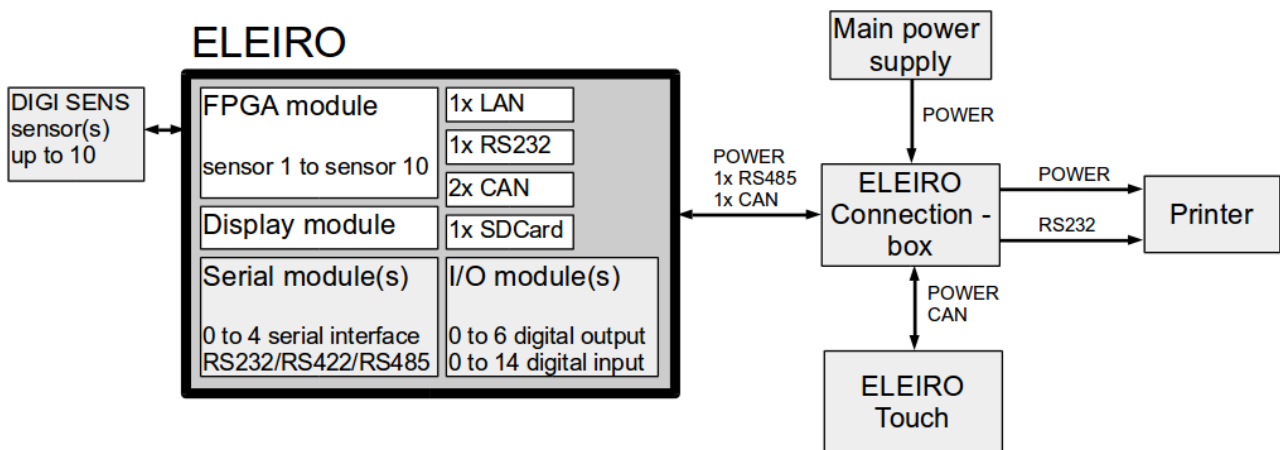 ELEIRO
DIGI SENS
sensor(s)
up to 10
FPGA module
sensor 1 to sensor 10
Display module
Serial module(s)
0 to 4 serial interface
RS232/RS422/RS485
1x LAN
1x RS232
2x CAN
1x SDCard
I/O module(s)
0 to 6 digital output
0 to 14 digital input
POWER
1x RS485
1x CAN
Main power
supply
POWER
ELEIRO
Connection -
box
POWER
RS232
Printer
POWER
CAN
ELEIRO
Touch